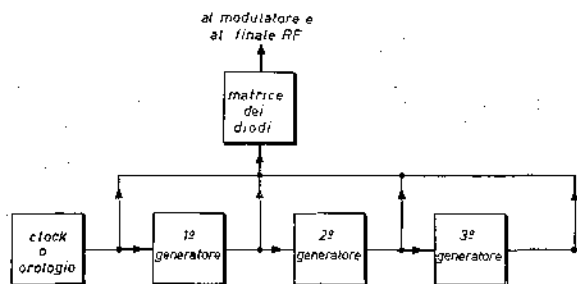 al modulatore e
al finale RF
matrice
dei
diodi
clock
o
orologio
1º
generatore
2º
generatore
3º
generatore